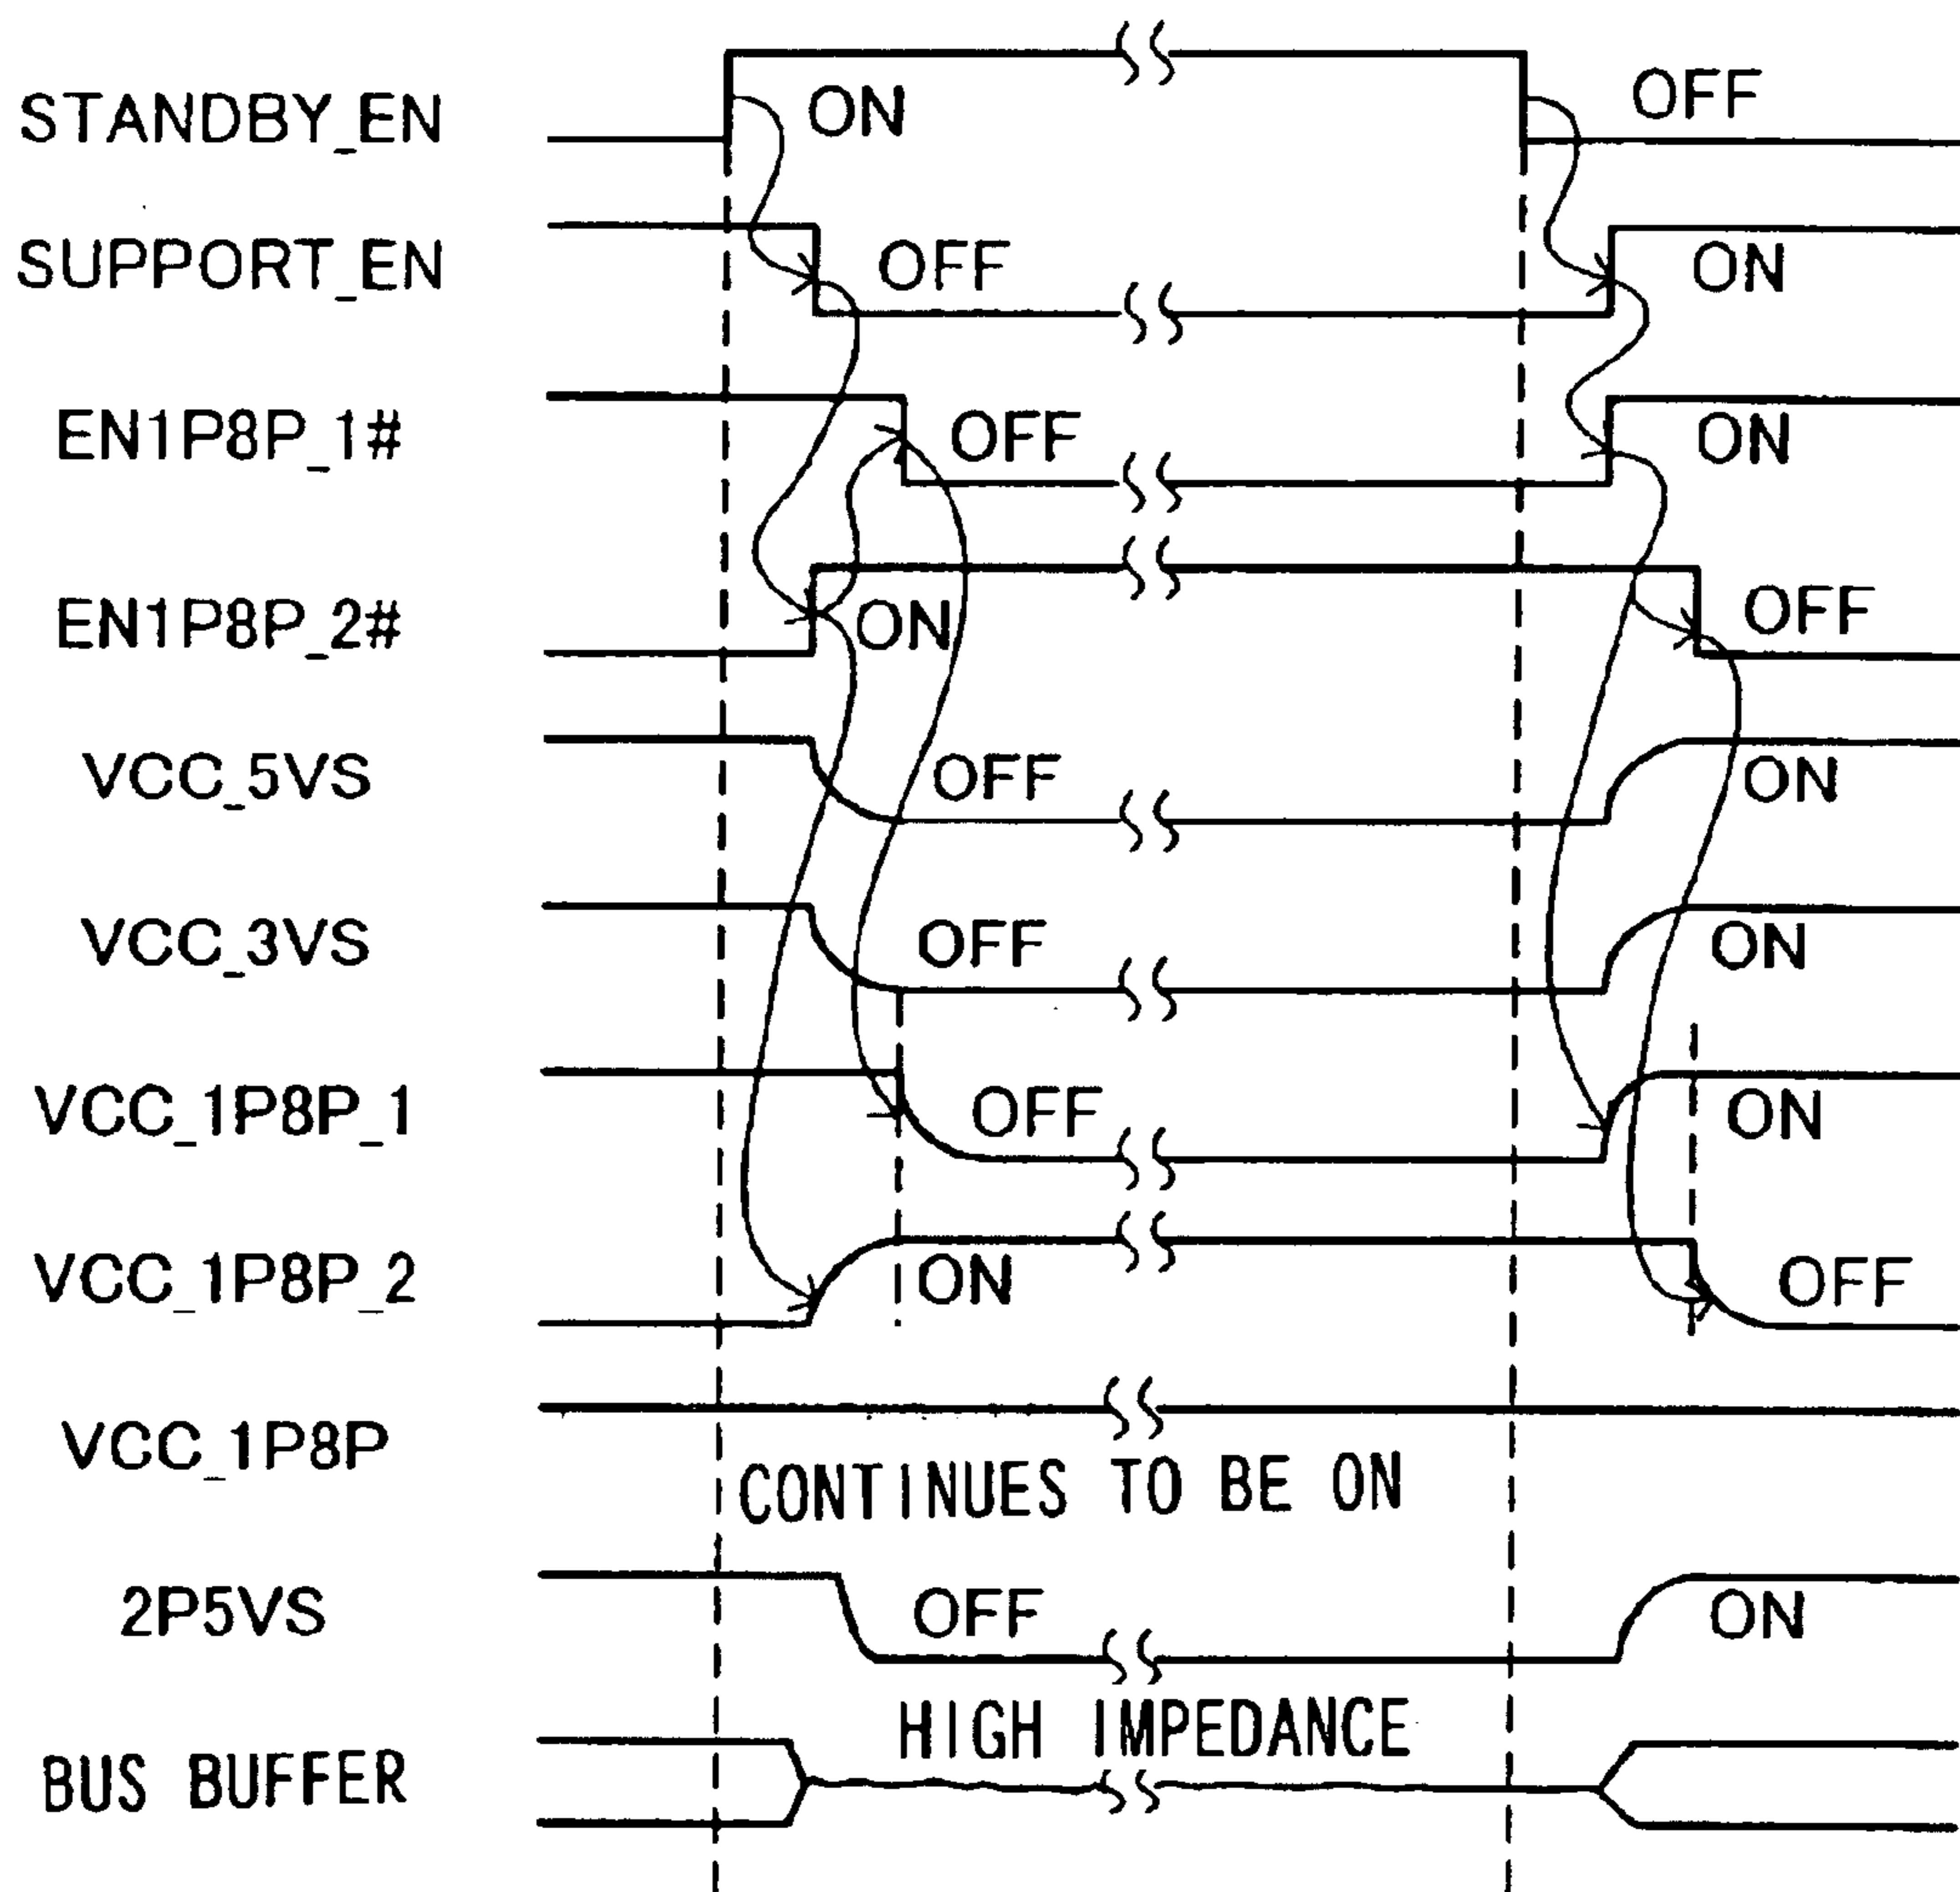 STANDBY_EN ON OFF
SUPPORT_EN OFF ON
EN1P8P_1# OFF ON
EN1P8P_2# ON OFF
VCC_5VS OFF ON
VCC_3VS OFF ON
VCC_1P8P_1 OFF ON
VCC_1P8P_2 ON OFF
VCC_1P8P
CONTINUES TO BE ON
2P5VS OFF ON
HIGH IMPEDANCE
BUS BUFFER